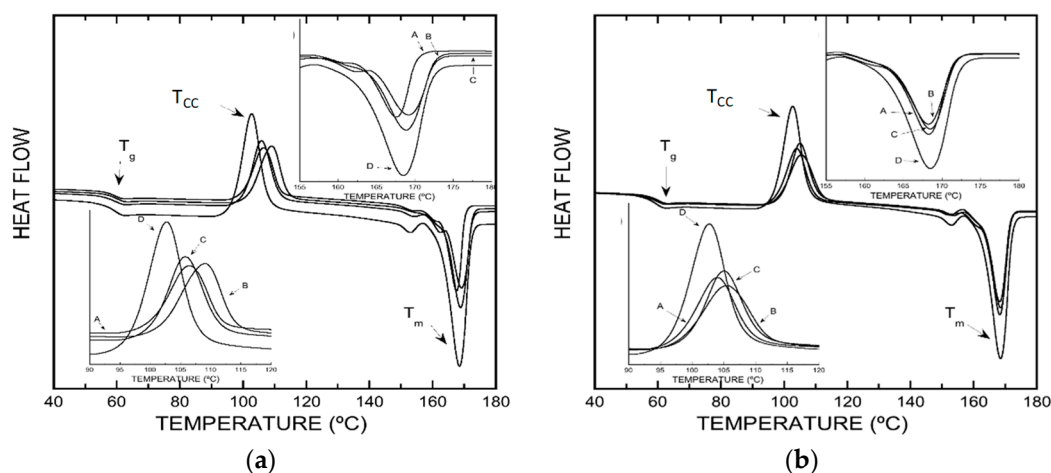 A
B
C
D
155 160 165 170 175 180
TEMPERATURE (ºC)
T_CC
T_g
HEAT FLOW
D
C
B
A
90 95 100 105 110 115 120
TEMPERATURE (ºC)
T_m
40 60 80 100 120 140 160 180
TEMPERATURE (ºC)
(a)
A
B
C
D
155 160 165 170 175 180
TEMPERATURE (ºC)
T_CC
T_g
HEAT FLOW
D
C
A
B
90 95 100 105 110 115 120
TEMPERATURE (ºC)
T_m
40 60 80 100 120 140 160 180
TEMPERATURE (ºC)
(b)